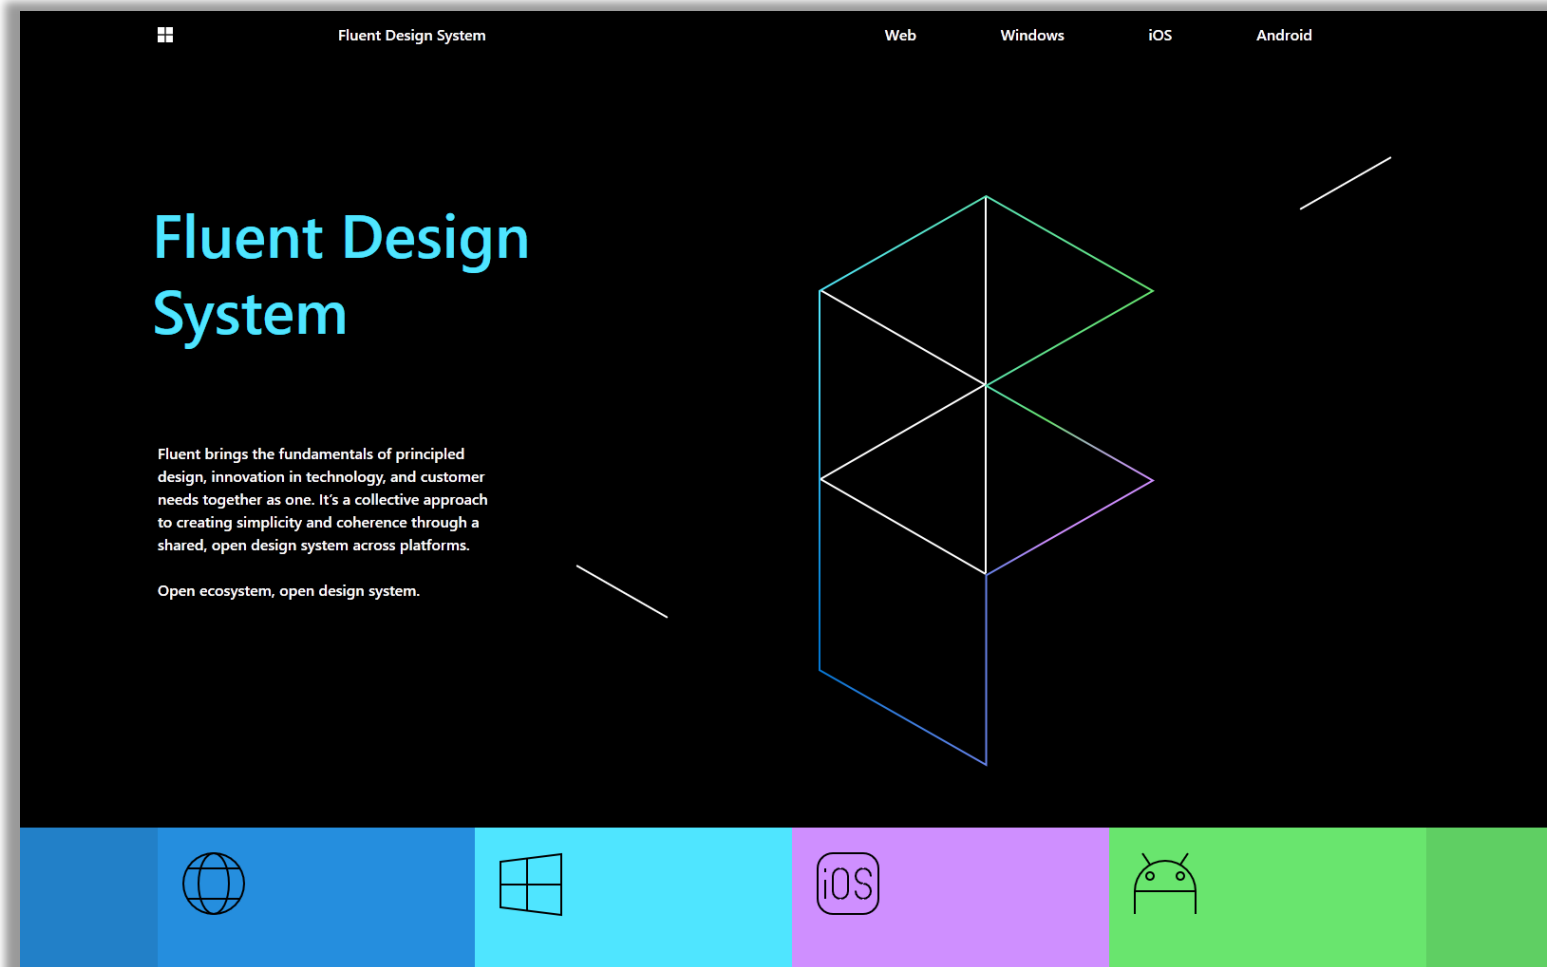 Fluent Design System
Web
Windows
iOS
Android
Fluent Design
System
Fluent brings the fundamentals of principled
design, innovation in technology, and customer
needs together as one. It's a collective approach
to creating simplicity and coherence through a
shared, open design system across platforms.
Open ecosystem, open design system.
iOS